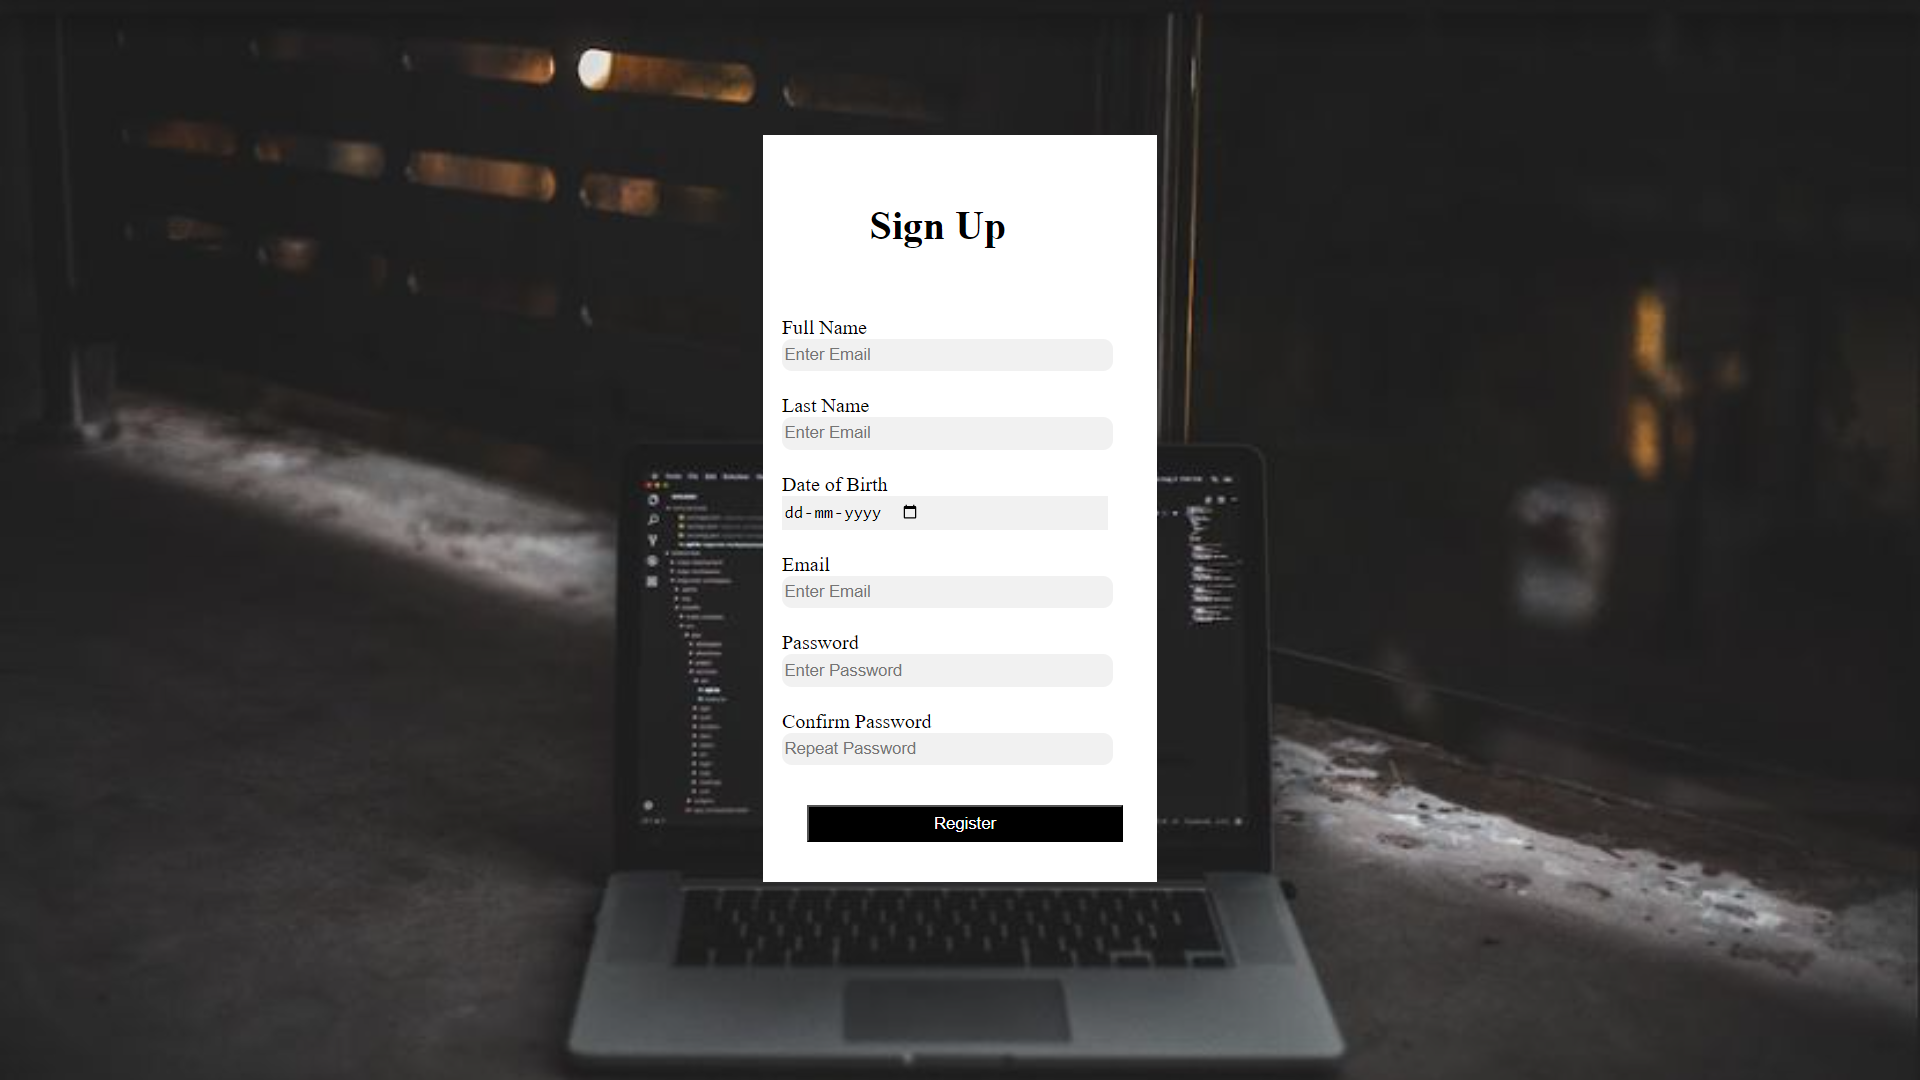 Sign Up
Full Name
Enter Email
Last Name
Enter Email
Date of Birth
dd-mm-yyyy
Email
Enter Email
Password
Enter Password
Confirm Password
Repeat Password
Register